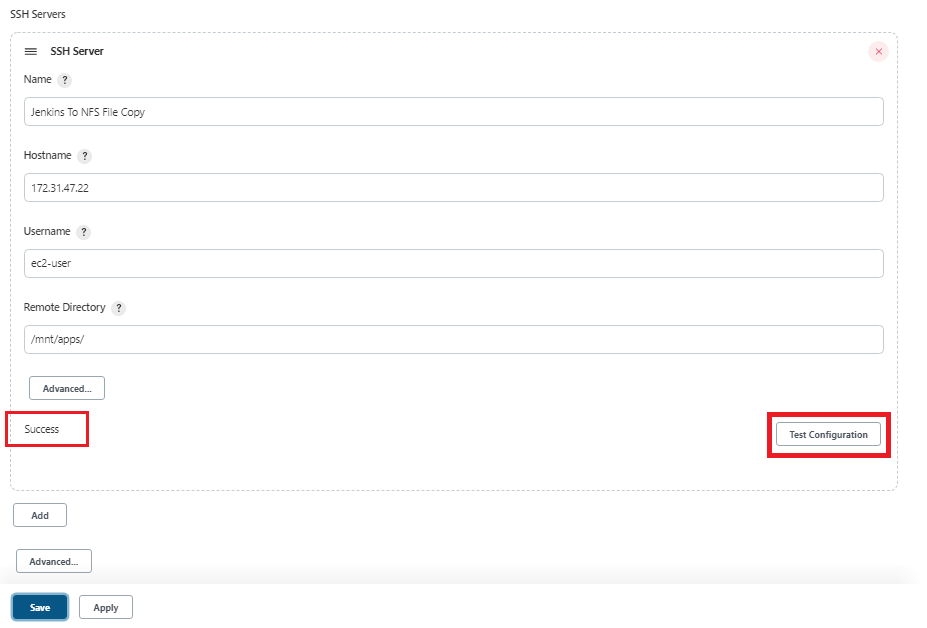 SSH Servers
SSH Server
Name ?
Jenkins To NFS File Copy
Hostname ?
172.31.47.22
Username ?
ec2-user
Remote Directory ?
/mnt/apps/
Advanced...
Success
Test Configuration
Add
Advanced...
Save Apply